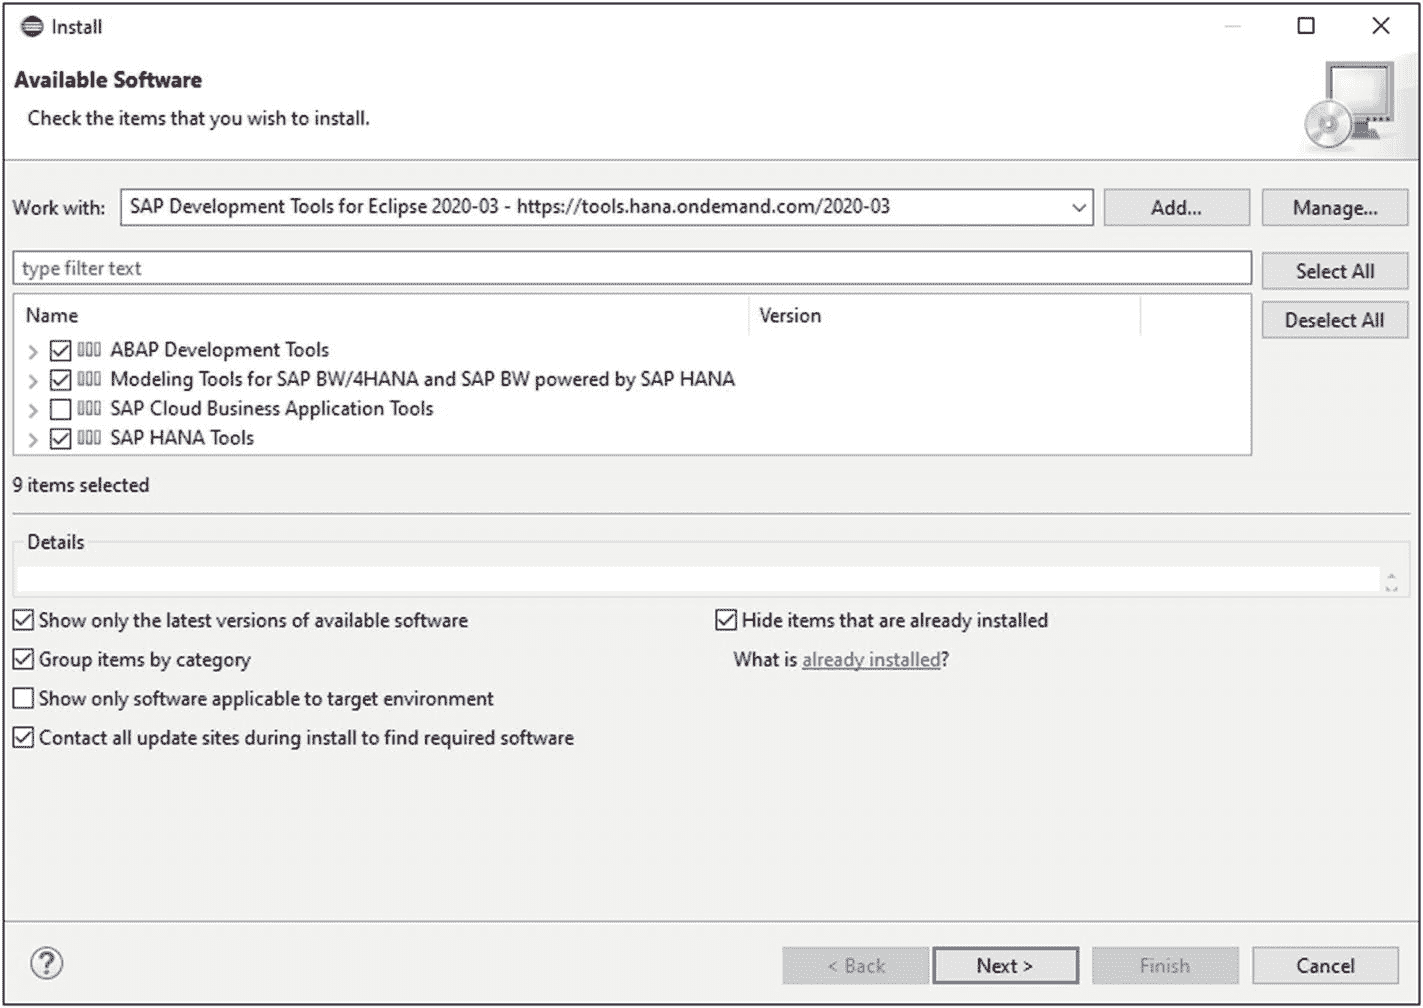 Install
Available Software
Check the items that you wish to install.
Work with: SAP Development Tools for Eclipse 2020-03 - https://tools.hana.ondemand.com/2020-03 Add... Manage...
type filter text Select All
Name Version Deselect All
ABAP Development Tools
Modeling Tools for SAP BW/4HANA and SAP BW powered by SAP HANA
SAP Cloud Business Application Tools
SAP HANA Tools
9 items selected
Details
Show only the latest versions of available software Hide items that are already installed
Group items by category What is already installed?
Show only software applicable to target environment
Contact all update sites during install to find required software
? < Back Next > Finish Cancel